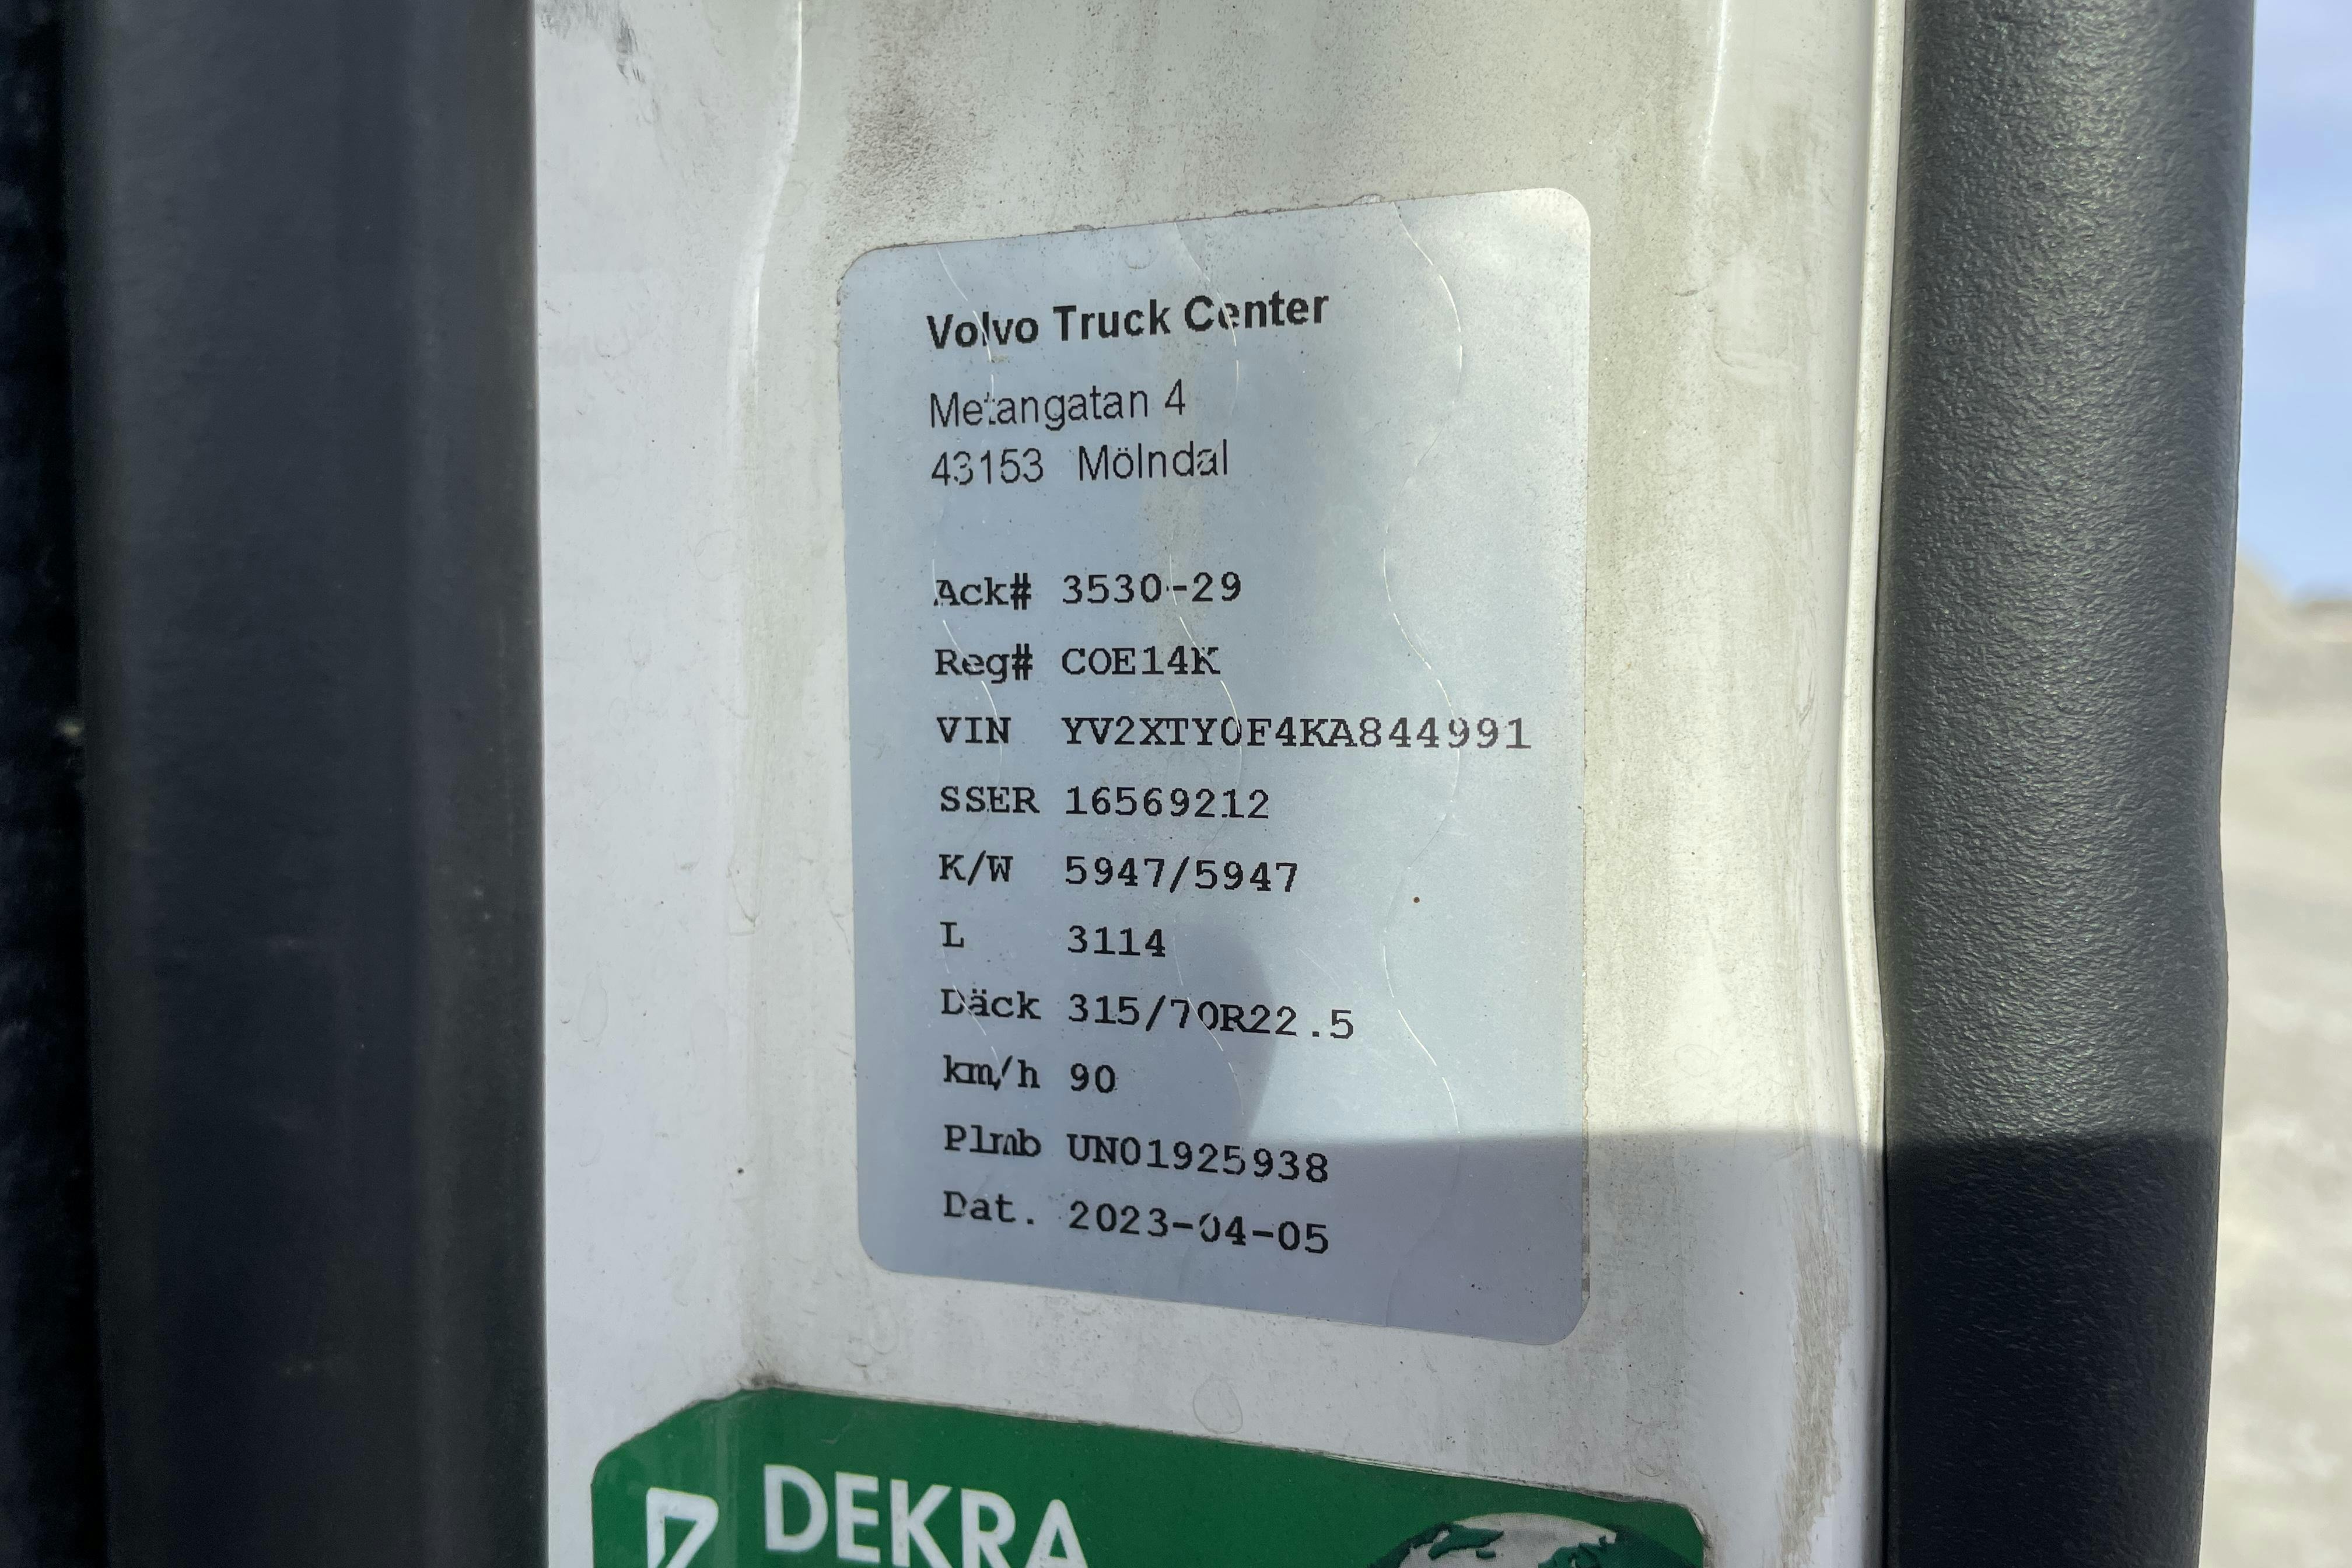 Volvo Truck Center
Metangatan 4
43153 Mölndal
Ack# 3530-29
Reg# COE14K
VIN YV2XTY0F4KA844991
SSER 16569212
K/W 5947/5947
L 3114
Däck 315/70R22.5
km/h 90
Plmb UN01925938
Dat. 2023-04-05
DEKRA